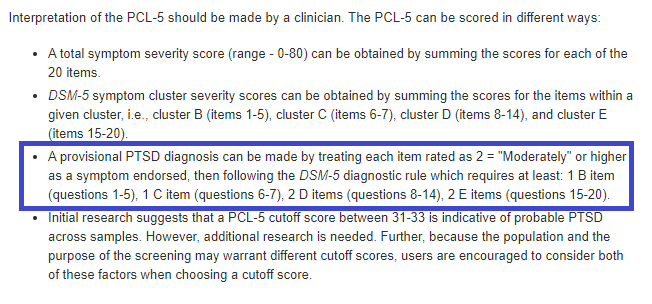 Interpretation of the PCL-5 should be made by a clinician. The PCL-5 can be scored in different ways:
• A total symptom severity score (range - 0-80) can be obtained by summing the scores for each of the
20 items.
• DSM-5 symptom cluster severity scores can be obtained by summing the scores for the items within a
given cluster, i.e., cluster B (items 1-5), cluster C (items 6-7), cluster D (items 8-14), and cluster E
(items 15-20).
• A provisional PTSD diagnosis can be made by treating each item rated as 2 = "Moderately" or higher
as a symptom endorsed, then following the DSM-5 diagnostic rule which requires at least: 1 B item
(questions 1-5), 1 C item (questions 6-7), 2 D items (questions 8-14), 2 E items (questions 15-20).
• Initial research suggests that a PCL-5 cutoff score between 31-33 is indicative of probable PTSD
across samples. However, additional research is needed. Further, because the population and the
purpose of the screening may warrant different cutoff scores, users are encouraged to consider both
of these factors when choosing a cutoff score.